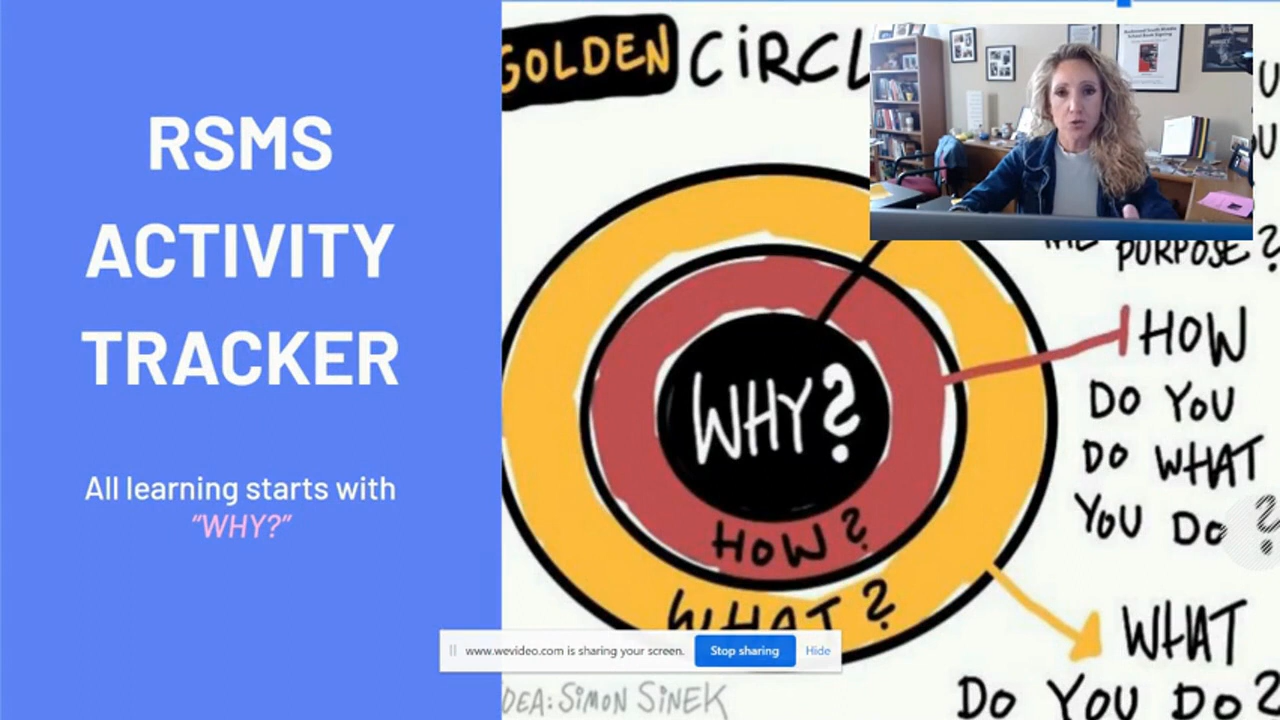 RSMS
ACTIVITY
TRACKER
All learning starts with
"WHY?"
GOLDEN CIRCL
PURPOSE?
WHY?
HOW?
WHAT?
HOW
DO YOU
DO WHAT
YOU DO ?
WHAT
DO YOU DO?
www.wevideo.com is sharing your screen.
Stop sharing
Hide
IDEA: SIMON SINEK